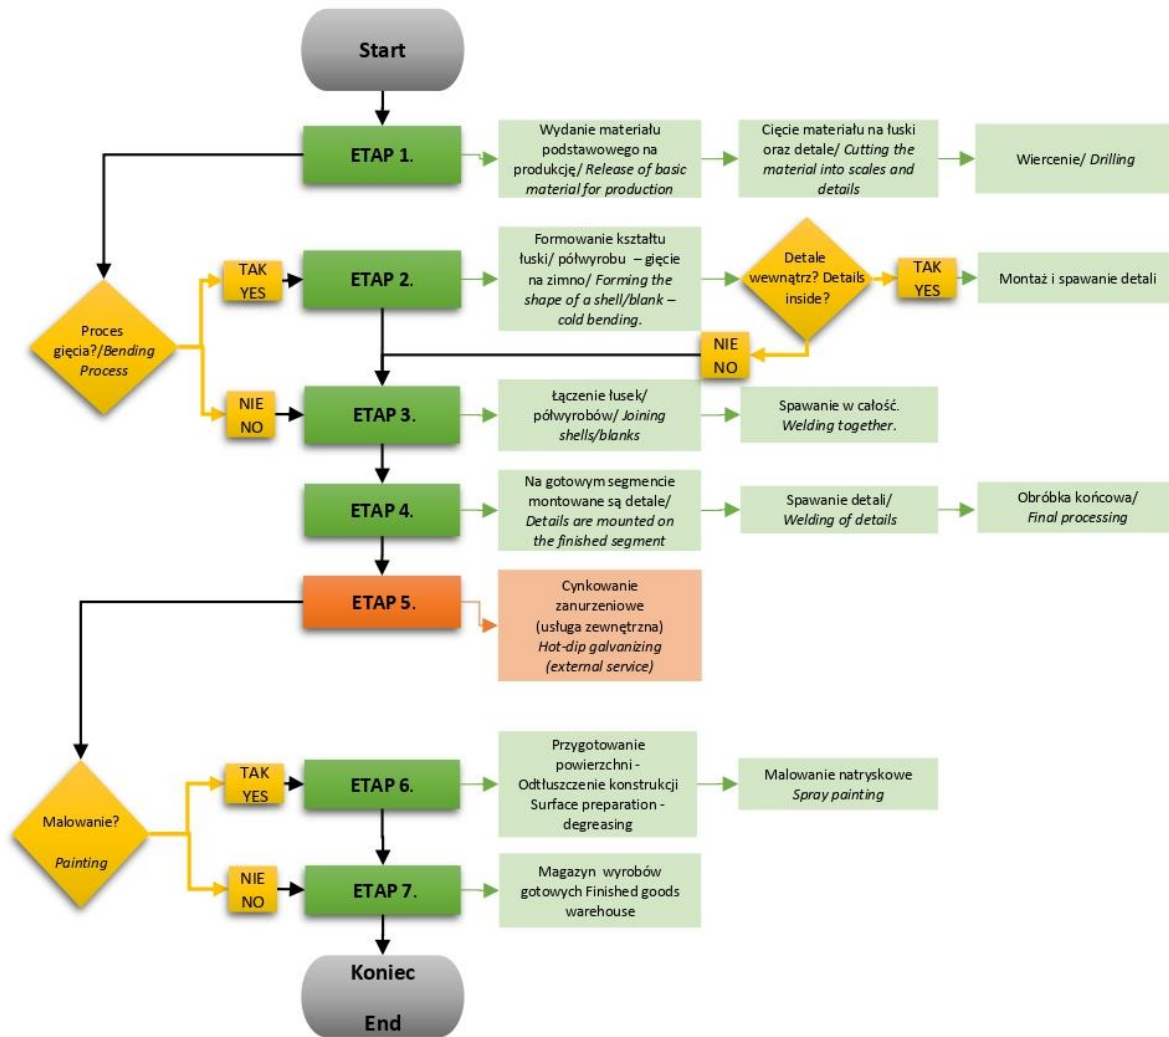 Start
ETAP 1.
Wydanie materiału
podstawowego na
produkcję/ Release of basic
material for production
Cięcie materiału na łuski
oraz detale/ Cutting the
material into scales and
details
Wiercenie/ Drilling
Proces
gięcia?/Bending
Process
TAK
YES
ETAP 2.
Formowanie kształtu
łuski/ półwyrobu – gięcie
na zimno/ Forming the
shape of a shell/blank –
cold bending.
Detale
wewnątrz? Details
inside?
TAK
YES
Montaż i spawanie detali
NIE
NO
NIE
NO
ETAP 3.
Łączenie łusek/
półwyrobów/ Joining
shells/blanks
Spawanie w całość.
Welding together.
ETAP 4.
Na gotowym segmencie
montowane są detale/
Details are mounted on
the finished segment
Spawanie detali/
Welding of details
Obróbka końcowa/
Final processing
ETAP 5.
Cynkowanie
zanurzeniowe
(usługa zewnętrzna)
Hot-dip galvanizing
(external service)
Malowanie?
Painting
TAK
YES
ETAP 6.
Przygotowanie
powierzchni -
Odtłuszczenie konstrukcji
Surface preparation -
degreasing
Malowanie natryskowe
Spray painting
NIE
NO
ETAP 7.
Magazyn wyrobów
gotowych Finished goods
warehouse
Koniec
End